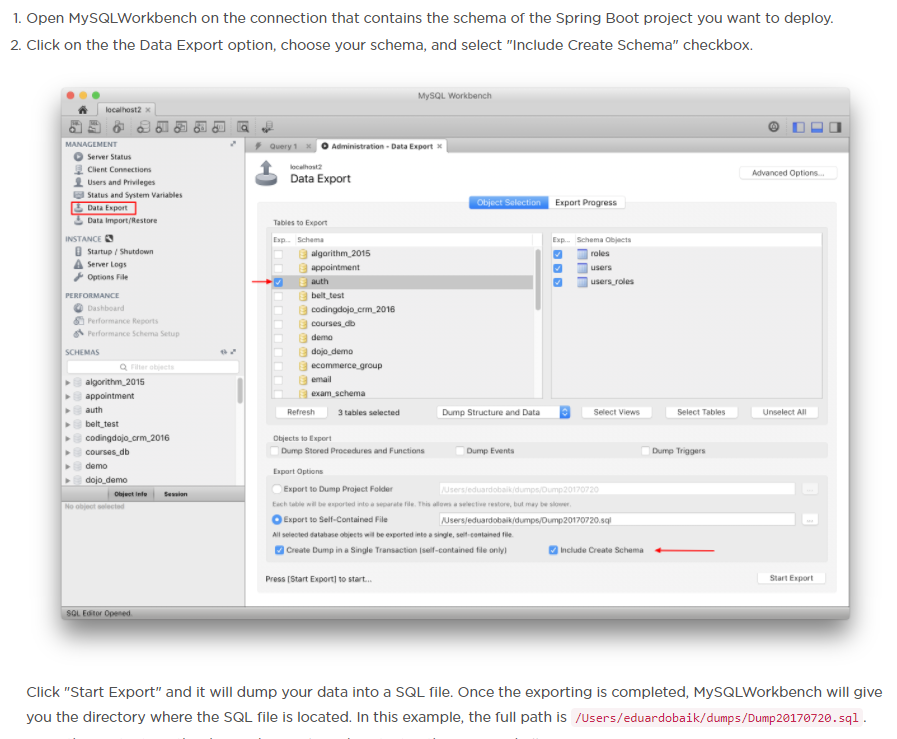 1. Open MySQLWorkbench on the connection that contains the schema of the Spring Boot project you want to deploy.
2. Click on the the Data Export option, choose your schema, and select "Include Create Schema" checkbox.
MySQL Workbench
localhost2
MANAGEMENT
Server Status
Client Connections
Users and Privileges
Status and System Variables
Data Export
Data Import/Restore
INSTANCE
Startup / Shutdown
Server Logs
Options File
PERFORMANCE
Dashboard
Performance Reports
Performance Schema Setup
SCHEMAS
Filter objects
algorithm_2015
appointment
auth
belt_test
codingdojo_crm_2016
courses_db
demo
dojo_demo
Object Info Session
No object selected
Query 1
Administration - Data Export
localhost2
Data Export
Advanced Options...
Object Selection Export Progress
Tables to Export
Exp... Schema
algorithm_2015
appointment
auth
belt_test
codingdojo_crm_2016
courses_db
demo
dojo_demo
ecommerce_group
email
exam_schema
Exp... Schema Objects
roles
users
users_roles
Refresh 3 tables selected Dump Structure and Data Select Views Select Tables Unselect All
Objects to Export
Dump Stored Procedures and Functions Dump Events Dump Triggers
Export Options
Export to Dump Project Folder /Users/eduardobaik/dumps/Dump20170720 ...
Each table will be exported into a separate file. This allows a selective restore, but may be slower.
Export to Self-Contained File /Users/eduardobaik/dumps/Dump20170720.sql ...
All selected database objects will be exported into a single, self-contained file.
Create Dump in a Single Transaction (self-contained file only) Include Create Schema
Press [Start Export] to start... Start Export
SQL Editor Opened.
Click "Start Export" and it will dump your data into a SQL file. Once the exporting is completed, MySQLWorkbench will give
you the directory where the SQL file is located. In this example, the full path is /Users/eduardobaik/dumps/Dump20170720.sql.